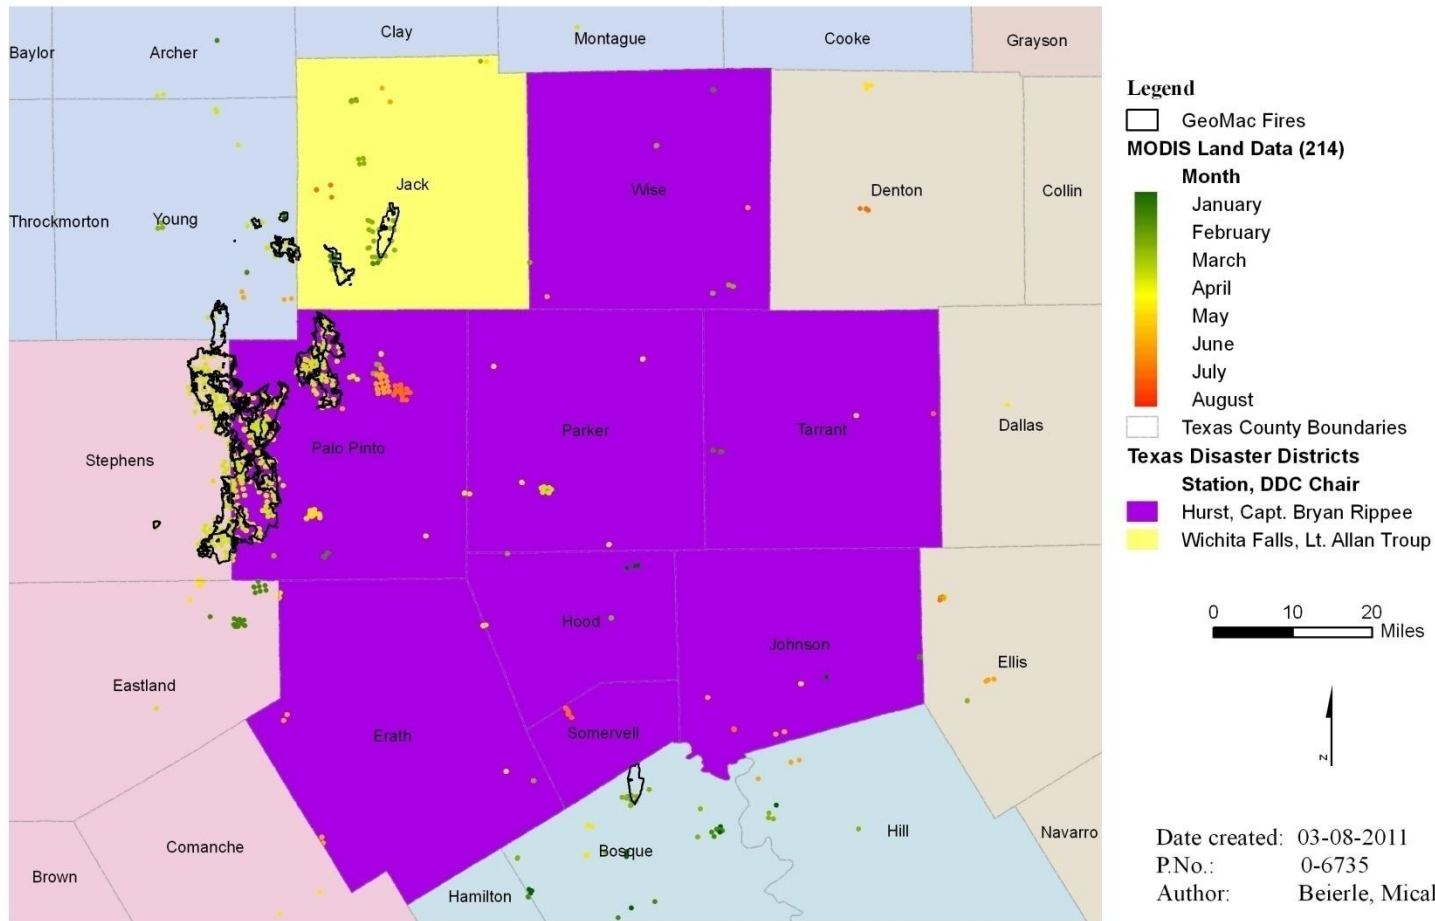 Clay
Montague
Cooke
Grayson
Baylor
Archer
Jack
Wise
Denton
Collin
Throckmorton
Young
Stephens
Palo Pinto
Parker
Tarrant
Dallas
Eastland
Hood
Johnson
Ellis
Erath
Somervell
Comanche
Bosque
Hill
Navarro
Brown
Hamilton
Legend
GeoMac Fires
MODIS Land Data (214)
Month
January
February
March
April
May
June
July
August
Texas County Boundaries
Texas Disaster Districts
Station, DDC Chair
Hurst, Capt. Bryan Rippee
Wichita Falls, Lt. Allan Troup
0 10 20
Miles
N
Date created: 03-08-2011
P.No.: 0-6735
Author: Beierle, Mical